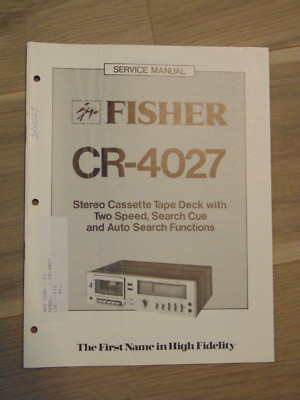 SERVICE MANUAL
FISHER
CR-4027
Stereo Cassette Tape Deck with
Two Speed, Search Cue
and Auto Search Functions
The First Name in High Fidelity